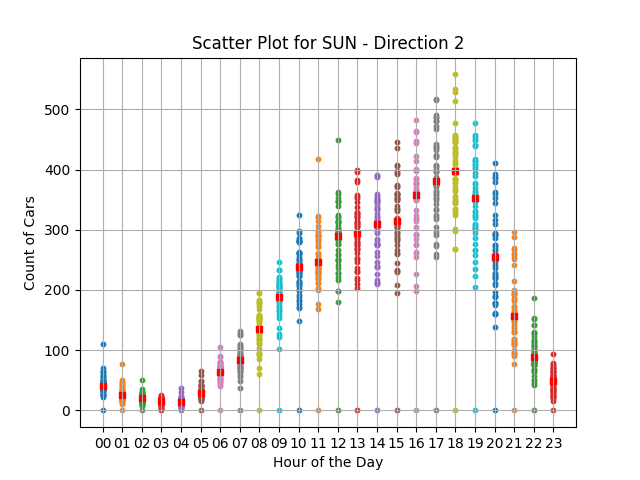 Scatter Plot for SUN - Direction 2
Count of Cars
500
400
300
200
100
0
00 01 02 03 04 05 06 07 08 09 10 11 12 13 14 15 16 17 18 19 20 21 22 23
Hour of the Day